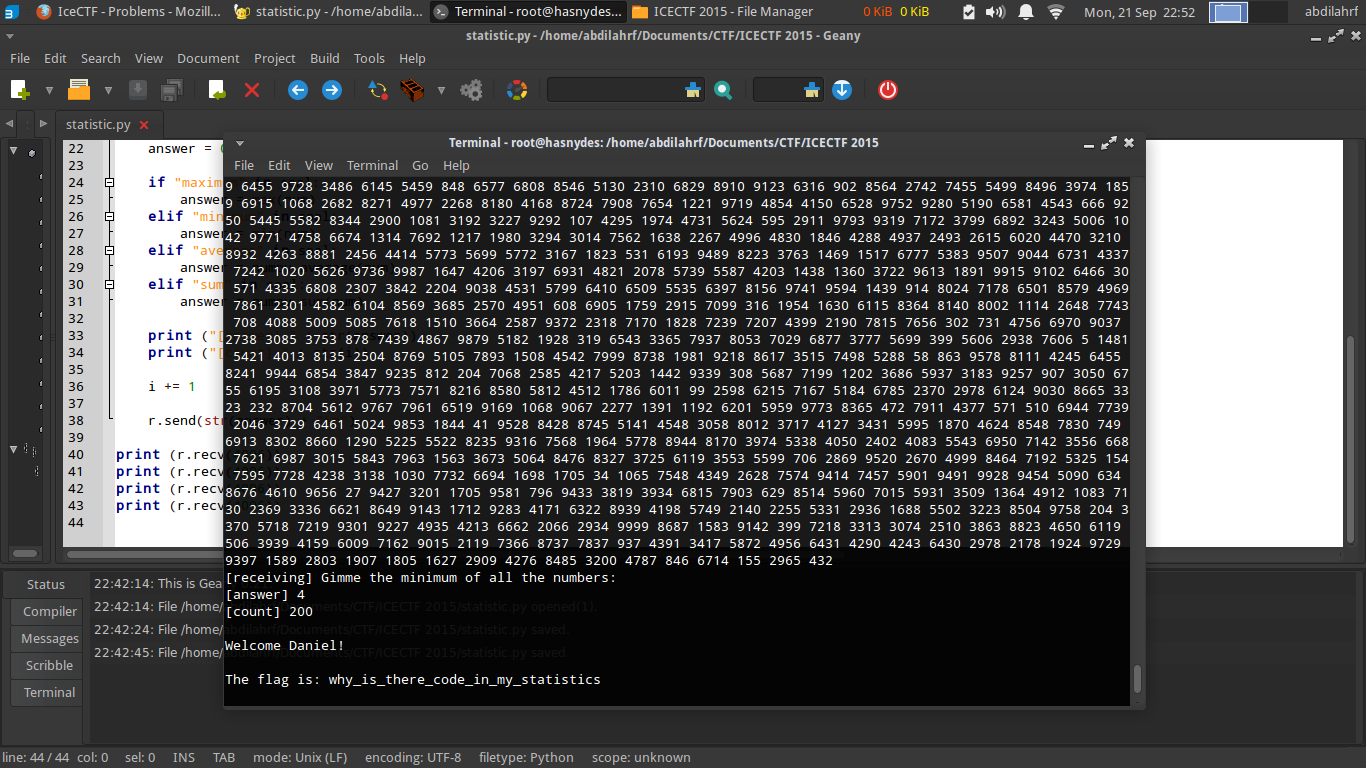 IceCTF - Problems - Mozill... statistic.py - /home/abdila... Terminal - root@hasnydes:... ICECTF 2015 - File Manager 0 KiB 0 KiB Mon, 21 Sep 22:52 abdilahrf
statistic.py - /home/abdilahrf/Documents/CTF/ICECTF 2015 - Geany
File Edit Search View Document Project Build Tools Help
statistic.py
22 answer =
23
24 if "maxim
25 answe
26 elif "min
27 answe
28 elif "ave
29 answe
30 elif "sum
31 answe
32
33 print ("[
34 print ("[
35
36 i += 1
37
38 r.send(str
39
40 print (r.recv
41 print (r.recv
42 print (r.recv
43 print (r.recv
44
Terminal - root@hasnydes: /home/abdilahrf/Documents/CTF/ICECTF 2015
File Edit View Terminal Go Help
9 6455 9728 3486 6145 5459 848 6577 6808 8546 5130 2310 6829 8910 9123 6316 902 8564 2742 7455 5499 8496 3974 185
9 6915 1068 2682 8271 4977 2268 8180 4168 8724 7908 7654 1221 9719 4854 4150 6528 9752 9280 5190 6581 4543 666 92
50 5445 5582 8344 2900 1081 3192 3227 9292 107 4295 1974 4731 5624 595 2911 9793 9319 7172 3799 6892 3243 5006 10
42 9771 4758 6674 1314 7692 1217 1980 3294 3014 7562 1638 2267 4996 4830 1846 4288 4937 2493 2615 6020 4470 3210
8932 4263 8881 2456 4414 5773 5699 5772 3167 1823 531 6193 9489 8223 3763 1469 1517 6777 5383 9507 9044 6731 4337
7242 1020 5626 9736 9987 1647 4206 3197 6931 4821 2078 5739 5587 4203 1438 1360 3722 9613 1891 9915 9102 6466 30
571 4335 6808 2307 3842 2204 9038 4531 5799 6410 6509 5535 6397 8156 9741 9594 1439 914 8024 7178 6501 8579 4969
7861 2301 4582 6104 8569 3685 2570 4951 608 6905 1759 2915 7099 316 1954 1630 6115 8364 8140 8002 1114 2648 7743
708 4088 5009 5085 7618 1510 3664 2587 9372 2318 7170 1828 7239 7207 4399 2190 7815 7656 302 731 4756 6970 9037
2738 3085 3753 878 7439 4867 9879 5182 1928 319 6543 3365 7937 8053 7029 6877 3777 5699 399 5606 2938 7606 5 1481
5421 4013 8135 2504 8769 5105 7893 1508 4542 7999 8738 1981 9218 8617 3515 7498 5288 58 863 9578 8111 4245 6455
8241 9944 6854 3847 9235 812 204 7068 2585 4217 5203 1442 9339 308 5687 7199 1202 3686 5937 3183 9257 907 3050 67
55 6195 3108 3971 5773 7571 8216 8580 5812 4512 1786 6011 99 2598 6215 7167 5184 6785 2370 2978 6124 9030 8665 33
23 232 8704 5612 9767 7961 6519 9169 1068 9067 2277 1391 1192 6201 5959 9773 8365 472 7911 4377 571 510 6944 7739
2046 3729 6461 5024 9853 1844 41 9528 8428 8745 5141 4548 3058 8012 3717 4127 3431 5995 1870 4624 8548 7830 749
6913 8302 8660 1290 5225 5522 8235 9316 7568 1964 5778 8944 8170 3974 5338 4050 2402 4083 5543 6950 7142 3556 668
7621 6987 3015 5843 7963 1563 3673 5064 8476 8327 3725 6119 3553 5599 706 2869 9520 2670 4999 8464 7192 5325 154
7595 7728 4238 3138 1030 7732 6694 1698 1705 34 1065 7548 4349 2628 7574 9414 7457 5901 9491 9928 9454 5090 634
8676 4610 9656 27 9427 3201 1705 9581 796 9433 3819 3934 6815 7903 629 8514 5960 7015 5931 3509 1364 4912 1083 71
30 2369 3336 6621 8649 9143 1712 9283 4171 6322 8939 4198 5749 2140 2255 5331 2936 1688 5502 3223 8504 9758 204 3
370 5718 7219 9301 9227 4935 4213 6662 2066 2934 9999 8687 1583 9142 399 7218 3313 3074 2510 3863 8823 4650 6119
506 3939 4159 6009 7162 9015 2119 7366 8737 7837 937 4391 3417 5872 4956 6431 4290 4243 6430 2978 2178 1924 9729
9397 1589 2803 1907 1805 1627 2909 4276 8485 3200 4787 846 6714 155 2965 432
[receiving] Gimme the minimum of all the numbers:
[answer] 4
[count] 200
Welcome Daniel!
The flag is: why_is_there_code_in_my_statistics
Status
Compiler
Messages
Scribble
Terminal
22:42:14: This is Gea
22:42:14: File /home/abdilahrf/Documents/CTF/ICECTF 2015/statistic.py opened(1).
22:42:24: File /home/abdilahrf/Documents/CTF/ICECTF 2015/statistic.py saved.
22:42:45: File /home/abdilahrf/Documents/CTF/ICECTF 2015/statistic.py saved.
line: 44 / 44 col: 0 sel: 0 INS TAB mode: Unix (LF) encoding: UTF-8 filetype: Python scope: unknown